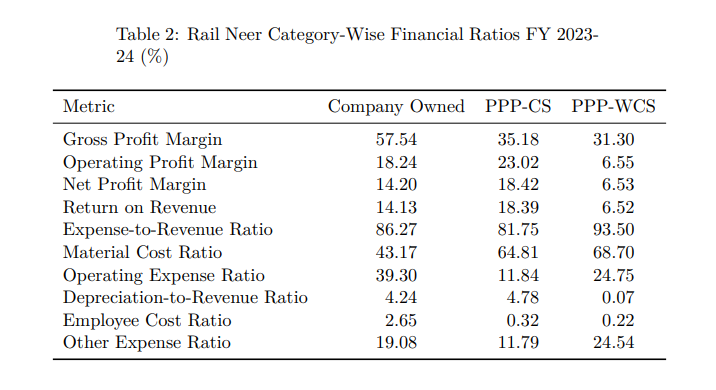 Table 2: Rail Neer Category-Wise Financial Ratios FY 2023-
24 (%)
Metric Company Owned PPP-CS PPP-WCS
Gross Profit Margin 57.54 35.18 31.30
Operating Profit Margin 18.24 23.02 6.55
Net Profit Margin 14.20 18.42 6.53
Return on Revenue 14.13 18.39 6.52
Expense-to-Revenue Ratio 86.27 81.75 93.50
Material Cost Ratio 43.17 64.81 68.70
Operating Expense Ratio 39.30 11.84 24.75
Depreciation-to-Revenue Ratio 4.24 4.78 0.07
Employee Cost Ratio 2.65 0.32 0.22
Other Expense Ratio 19.08 11.79 24.54